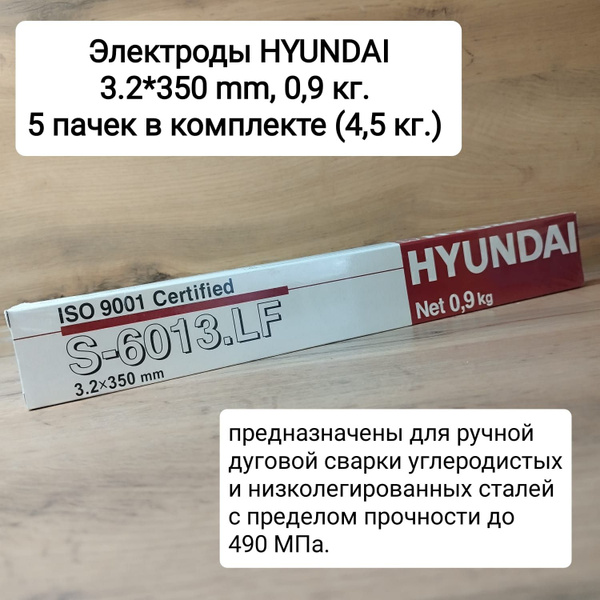 Электроды HYUNDAI
3.2*350 mm, 0,9 кг.
5 пачек в комплекте (4,5 кг.)
HYUNDAI
Net 0,9 kg
ISO 9001 Certified
S-6013.LF
3.2×350 mm
предназначены для ручной
дуговой сварки углеродистых
и низколегированных сталей
с пределом прочности до
490 МПа.